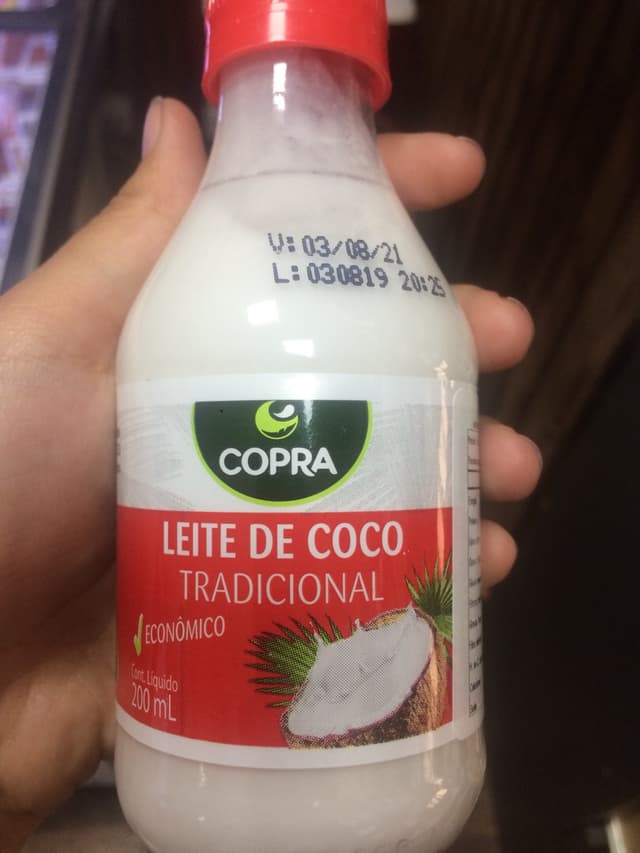 V: 03/08/21
L: 030819 20:25
COPRA
LEITE DE COCO
TRADICIONAL
ECONÔMICO
Cont. Líquido
200 mL